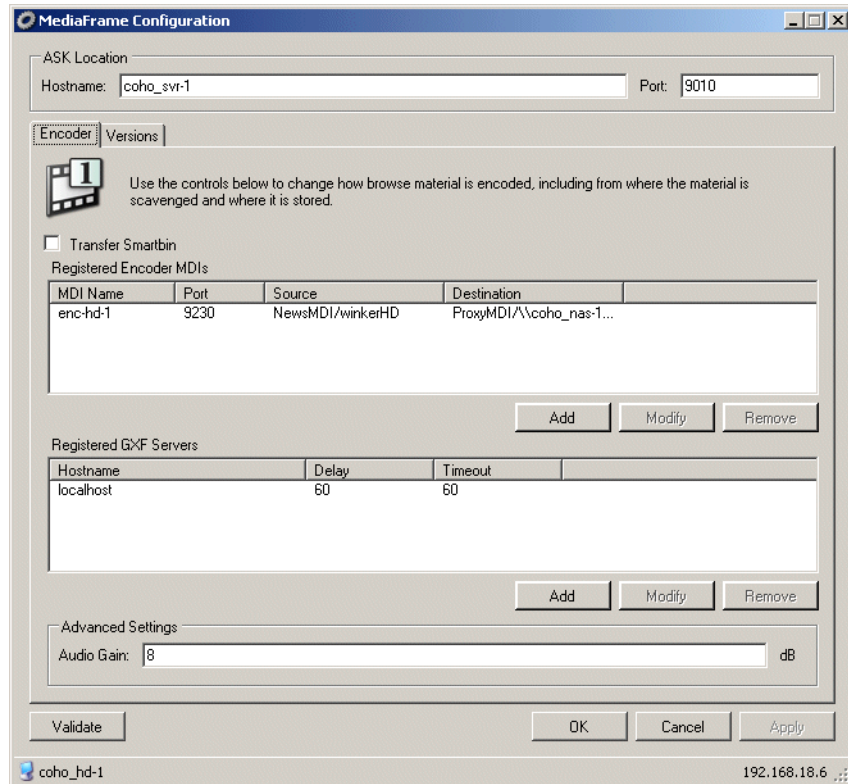 MediaFrame Configuration
ASK Location
Hostname: coho_svr-1 Port: 9010
Encoder Versions
1
Use the controls below to change how browse material is encoded, including from where the material is
scavenged and where it is stored.
Transfer Smartbin
Registered Encoder MDIs
MDI Name Port Source Destination
enc-hd-1 9230 NewsMDI/winkerHD ProxyMDI/\\coho_nas-1...
Add Modify Remove
Registered GXF Servers
Hostname Delay Timeout
localhost 60 60
Add Modify Remove
Advanced Settings
Audio Gain: 8 dB
Validate OK Cancel Apply
coho_hd-1 192.168.18.6